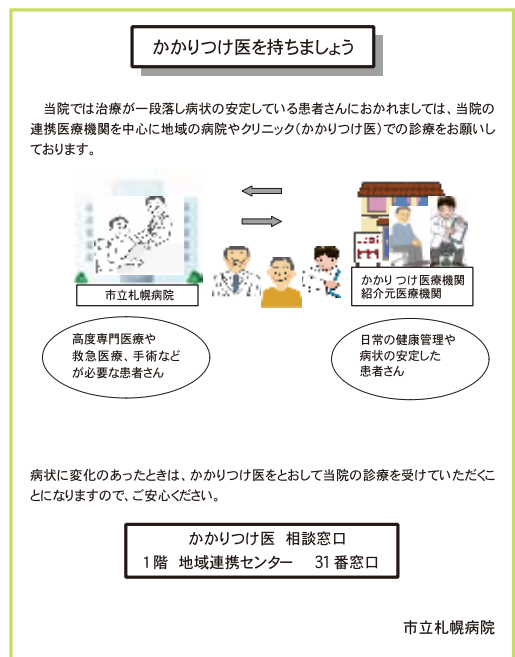 かかりつけ医を持ちましょう
当院では治療が一段落し病状の安定している患者さんにおかれましては、当院の
連携医療機関を中心に地域の病院やクリニック(かかりつけ医)での診療をお願いし
ております。
市立札幌病院
かかりつけ医療機関
紹介元医療機関
高度専門医療や
救急医療、手術など
が必要な患者さん
日常の健康管理や
病状の安定した
患者さん
病状に変化のあったときは、かかりつけ医をとおして当院の診療を受けていただくこ
とになりますので、ご安心ください。
かかりつけ医 相談窓口
1階 地域連携センター 31番窓口
市立札幌病院